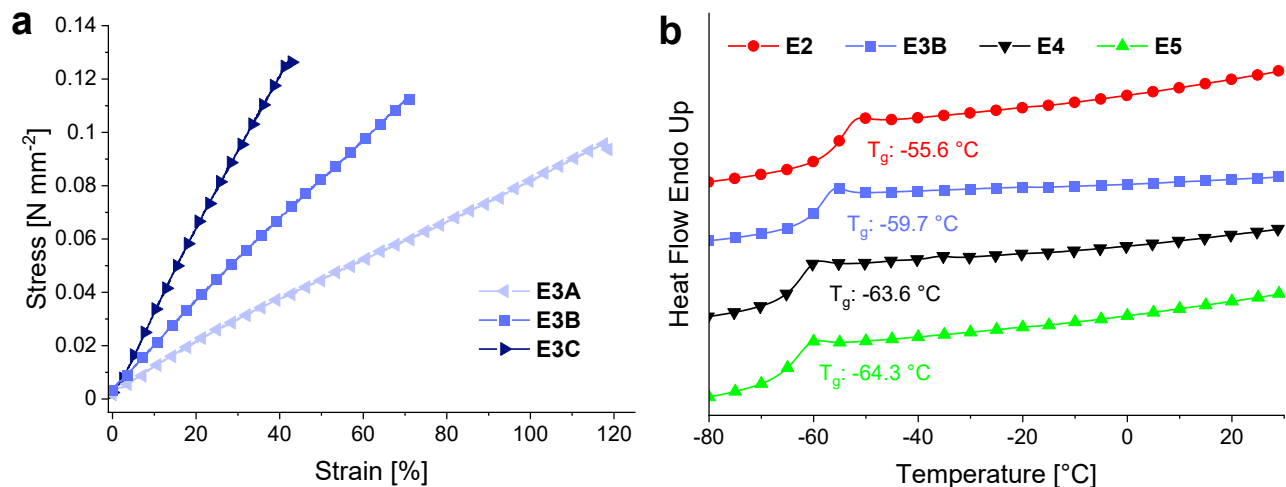 a
Stress [N mm-2]
0.14
0.12
0.10
0.08
0.06
0.04
0.02
0
0 20 40 60 80 100 120
Strain [%]
E3A
E3B
E3C
b
Heat Flow Endo Up
E2 E3B E4 E5
Tg: -55.6 °C
Tg: -59.7 °C
Tg: -63.6 °C
Tg: -64.3 °C
-80 -60 -40 -20 0 20
Temperature [°C]